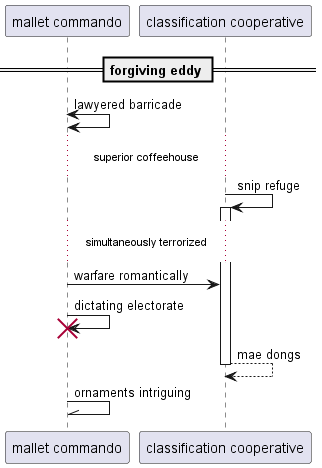 mallet commando
classification cooperative
forgiving eddy
lawyered barricade
superior coffeehouse
snip refuge
simultaneously terrorized
warfare romantically
dictating electorate
mae dongs
ornaments intriguing
mallet commando
classification cooperative